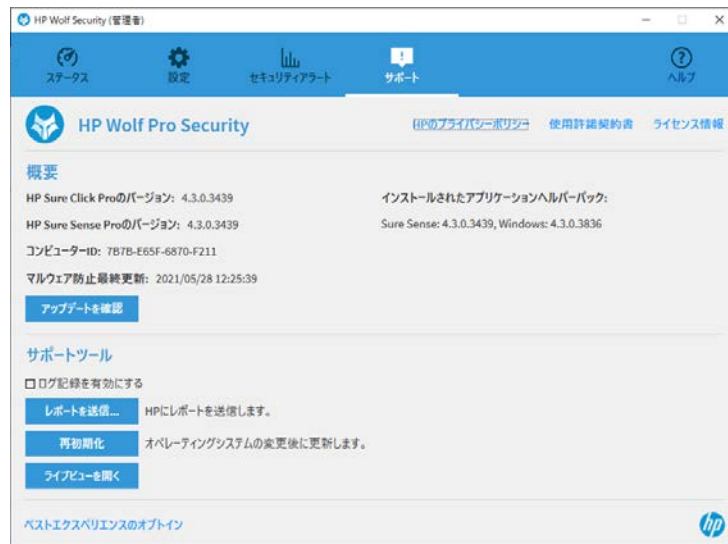 HP Wolf Security (管理者)
ステータス
設定
セキュリティアラート
サポート
ヘルプ
HP Wolf Pro Security
HPのプライバシーポリシー
使用許諾契約書
ライセンス情報
概要
HP Sure Click Proのバージョン: 4.3.0.3439
インストールされたアプリケーションヘルパーパック:
HP Sure Sense Proのバージョン: 4.3.0.3439
Sure Sense: 4.3.0.3439, Windows: 4.3.0.3836
コンピューターID: 7B7B-E65F-6870-F211
マルウェア防止最終更新: 2021/05/28 12:25:39
アップデートを確認
サポートツール
ログ記録を有効にする
レポートを送信...
HPにレポートを送信します。
再初期化
オペレーティングシステムの変更後に更新します。
ライブビューを開く
ベストエクスペリエンスのオプトイン
hp